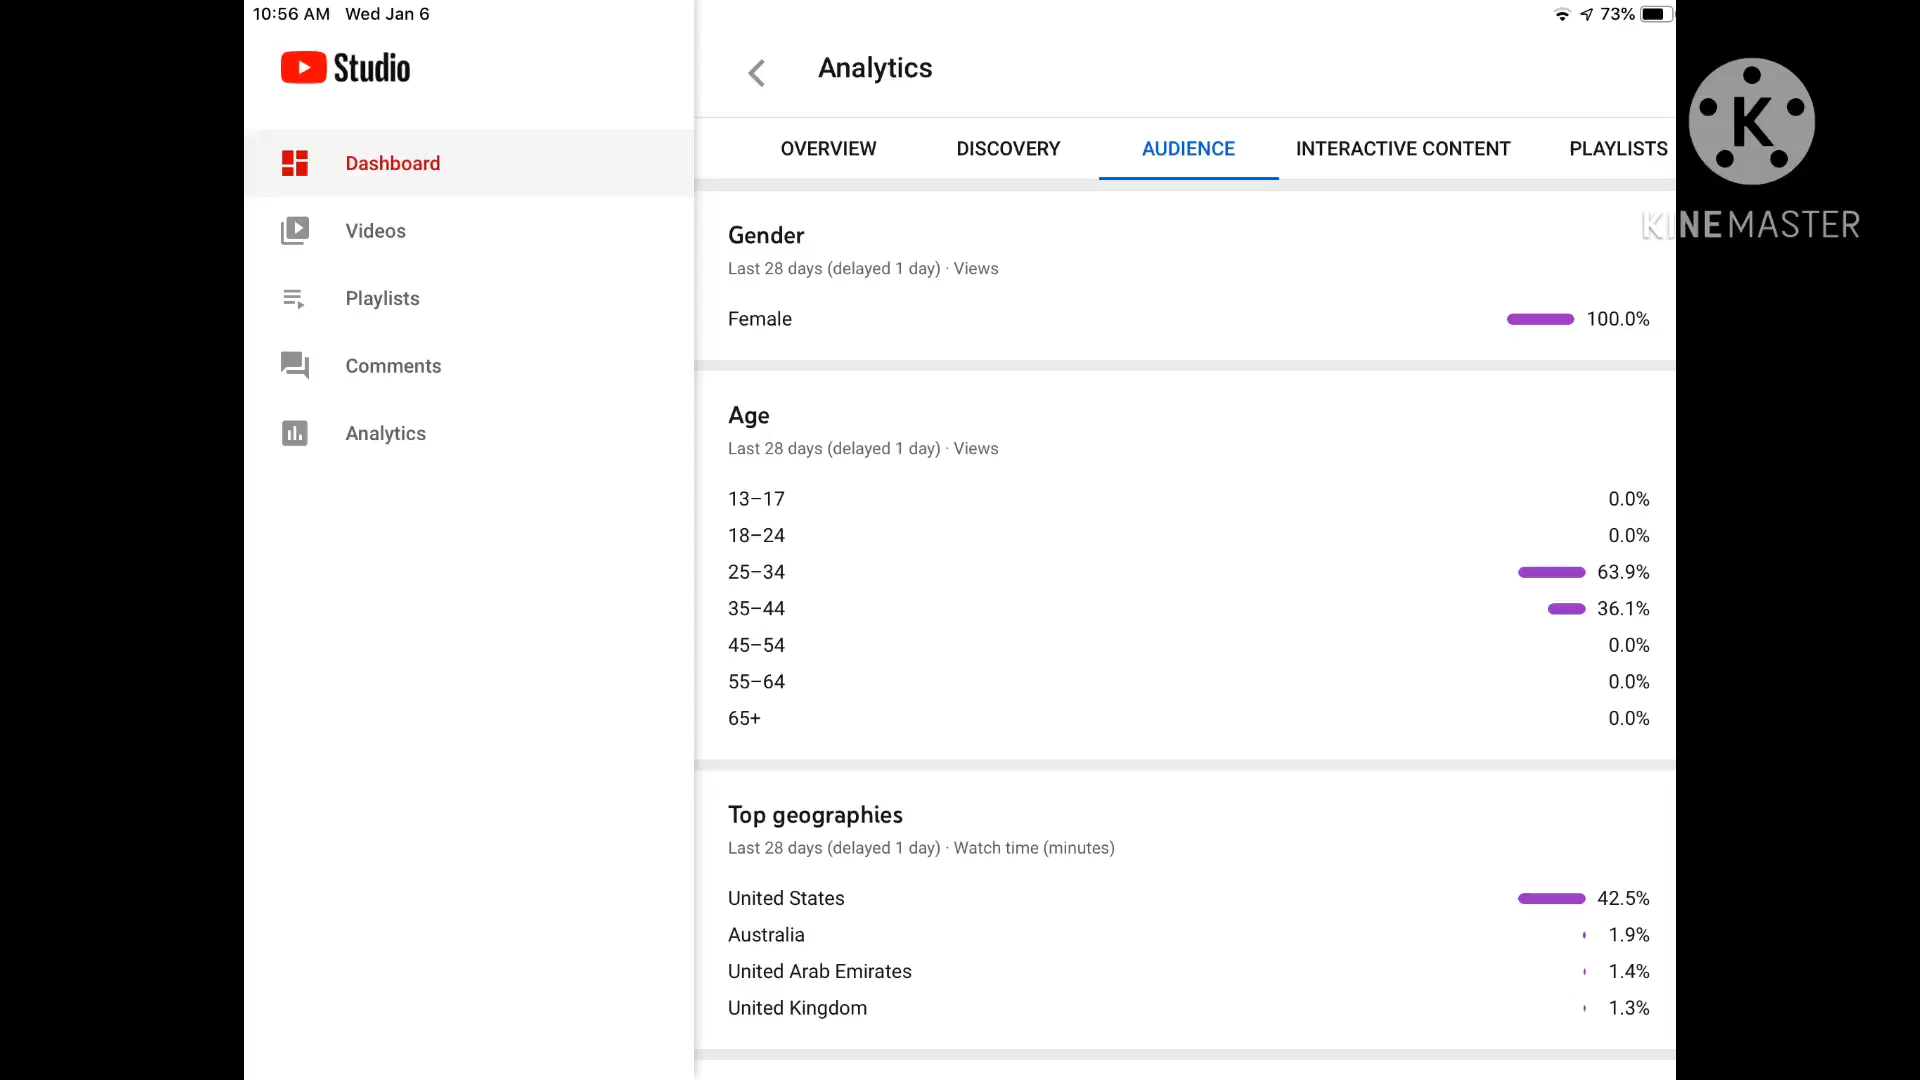 10:56 AM Wed Jan 6
73%
Studio
Dashboard
Videos
Playlists
Comments
Analytics
Analytics
OVERVIEW DISCOVERY AUDIENCE INTERACTIVE CONTENT PLAYLISTS
Gender
Last 28 days (delayed 1 day) · Views
Female 100.0%
Age
Last 28 days (delayed 1 day) · Views
13–17 0.0%
18–24 0.0%
25–34 63.9%
35–44 36.1%
45–54 0.0%
55–64 0.0%
65+ 0.0%
Top geographies
Last 28 days (delayed 1 day) · Watch time (minutes)
United States 42.5%
Australia 1.9%
United Arab Emirates 1.4%
United Kingdom 1.3%
K
KINEMASTER